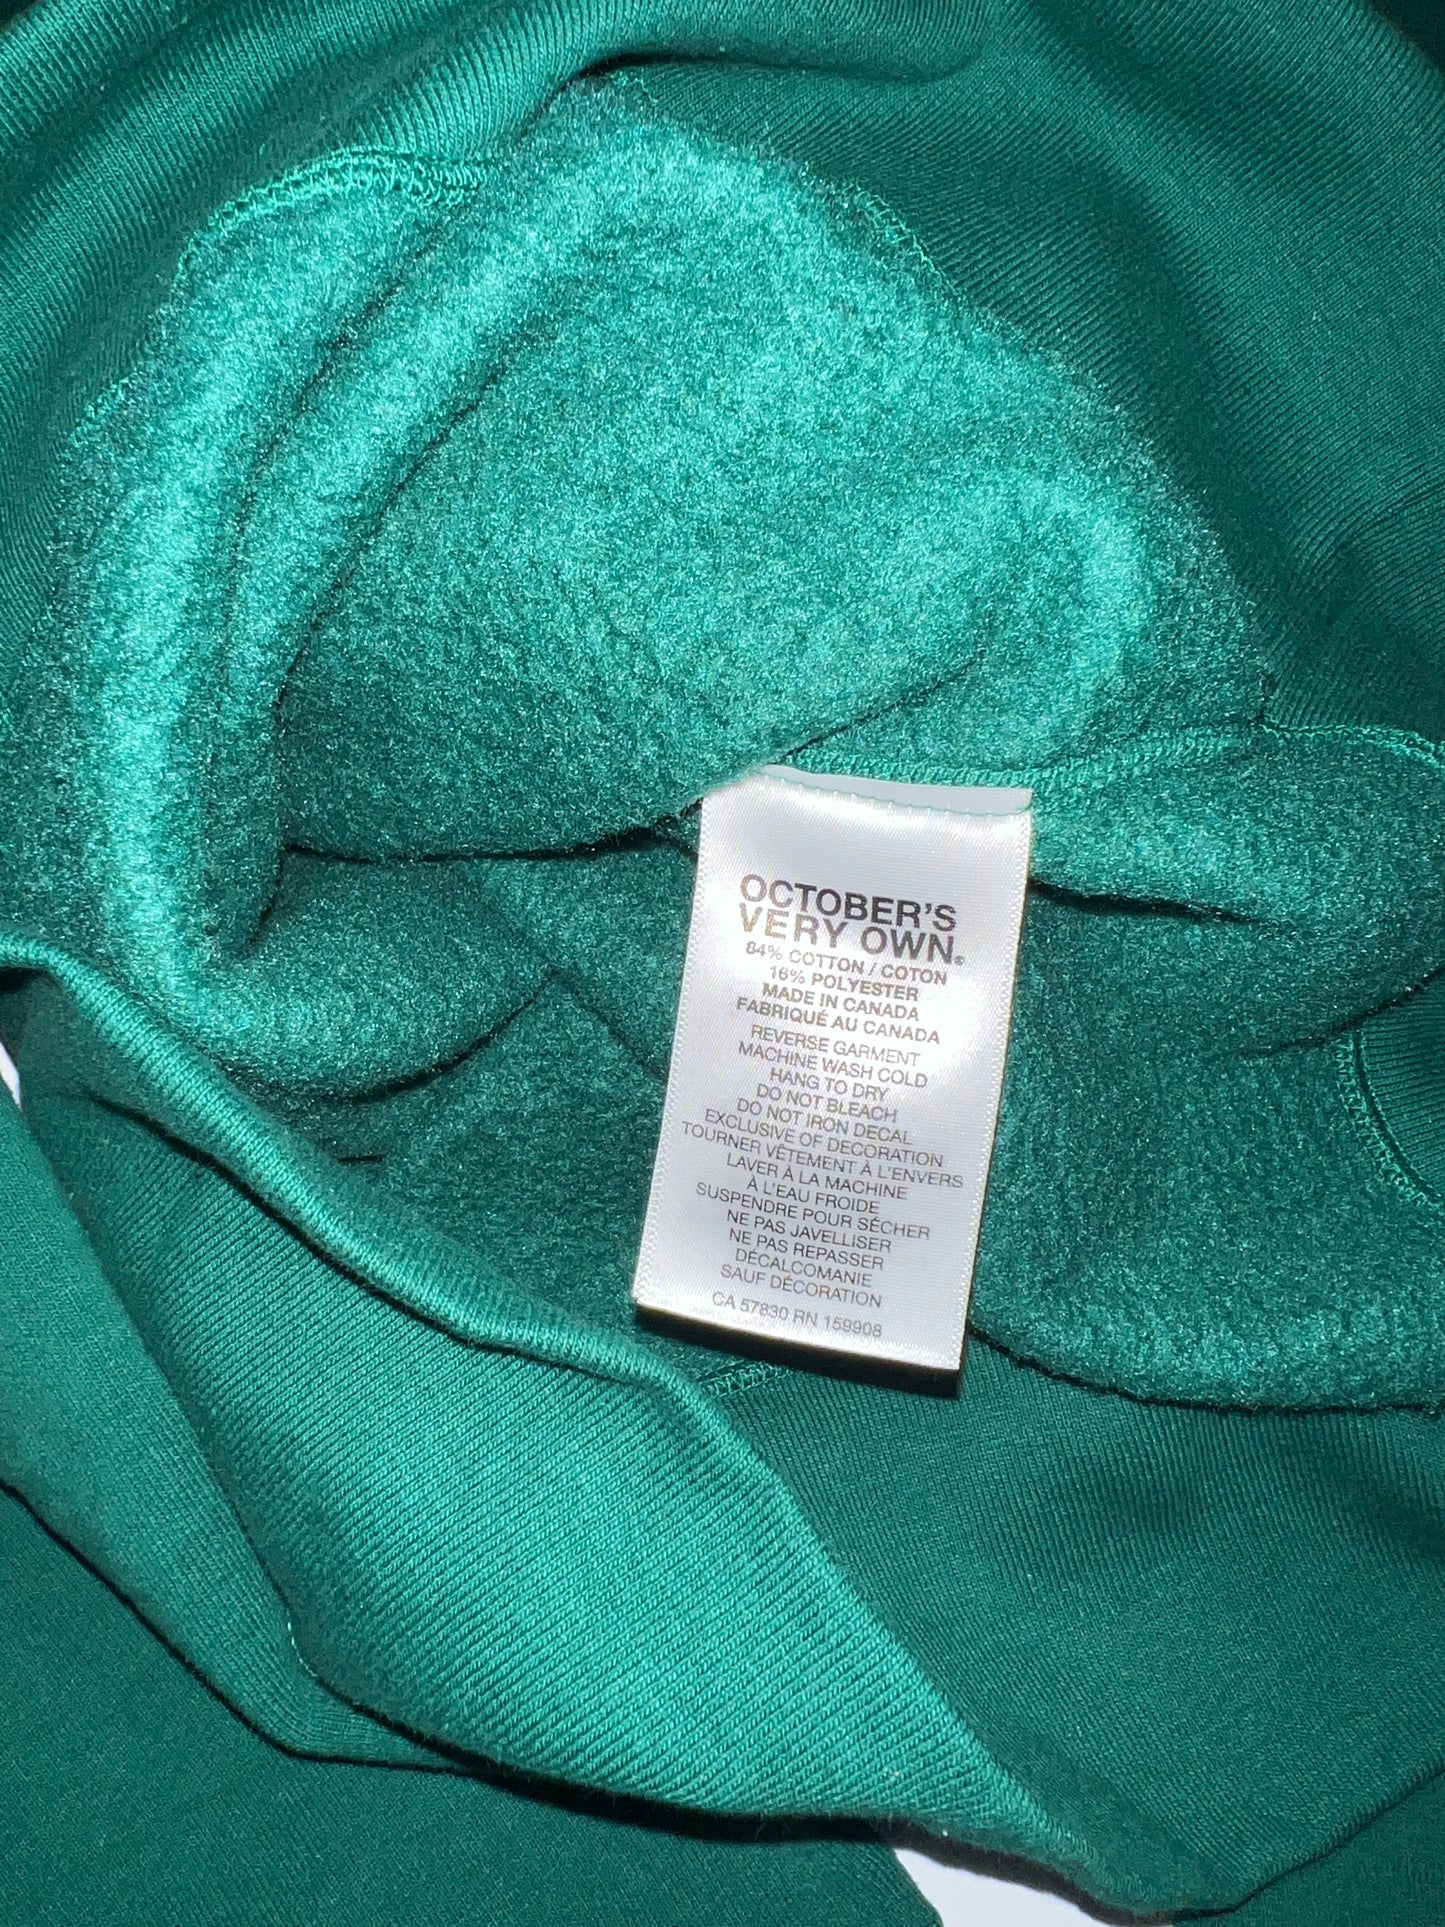 OCTOBER'S
VERY OWN®
84% COTTON / COTON
16% POLYESTER
MADE IN CANADA
FABRIQUÉ AU CANADA
REVERSE GARMENT
MACHINE WASH COLD
HANG TO DRY
DO NOT BLEACH
DO NOT IRON DECAL
EXCLUSIVE OF DECORATION
TOURNER VÊTEMENT À L'ENVERS
LAVER À LA MACHINE
À L'EAU FROIDE
SUSPENDRE POUR SÉCHER
NE PAS JAVELLISER
NE PAS REPASSER
DÉCALCOMANIE
SAUF DÉCORATION
CA 57830 RN 159908